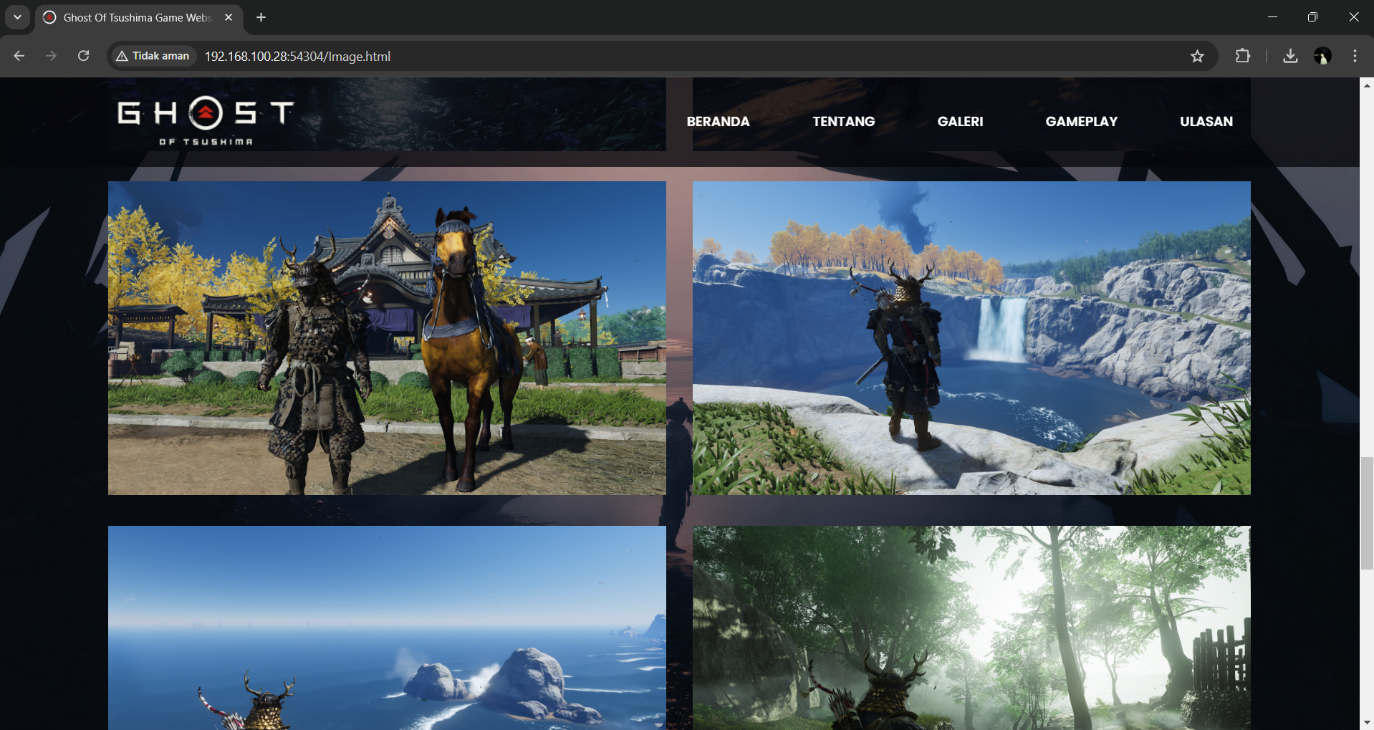 Ghost Of Tsushima Game Webs
Tidak aman
192.168.100.28:54304/Image.html
GHOST
OF TSUSHIMA
BERANDA
TENTANG
GALERI
GAMEPLAY
ULASAN